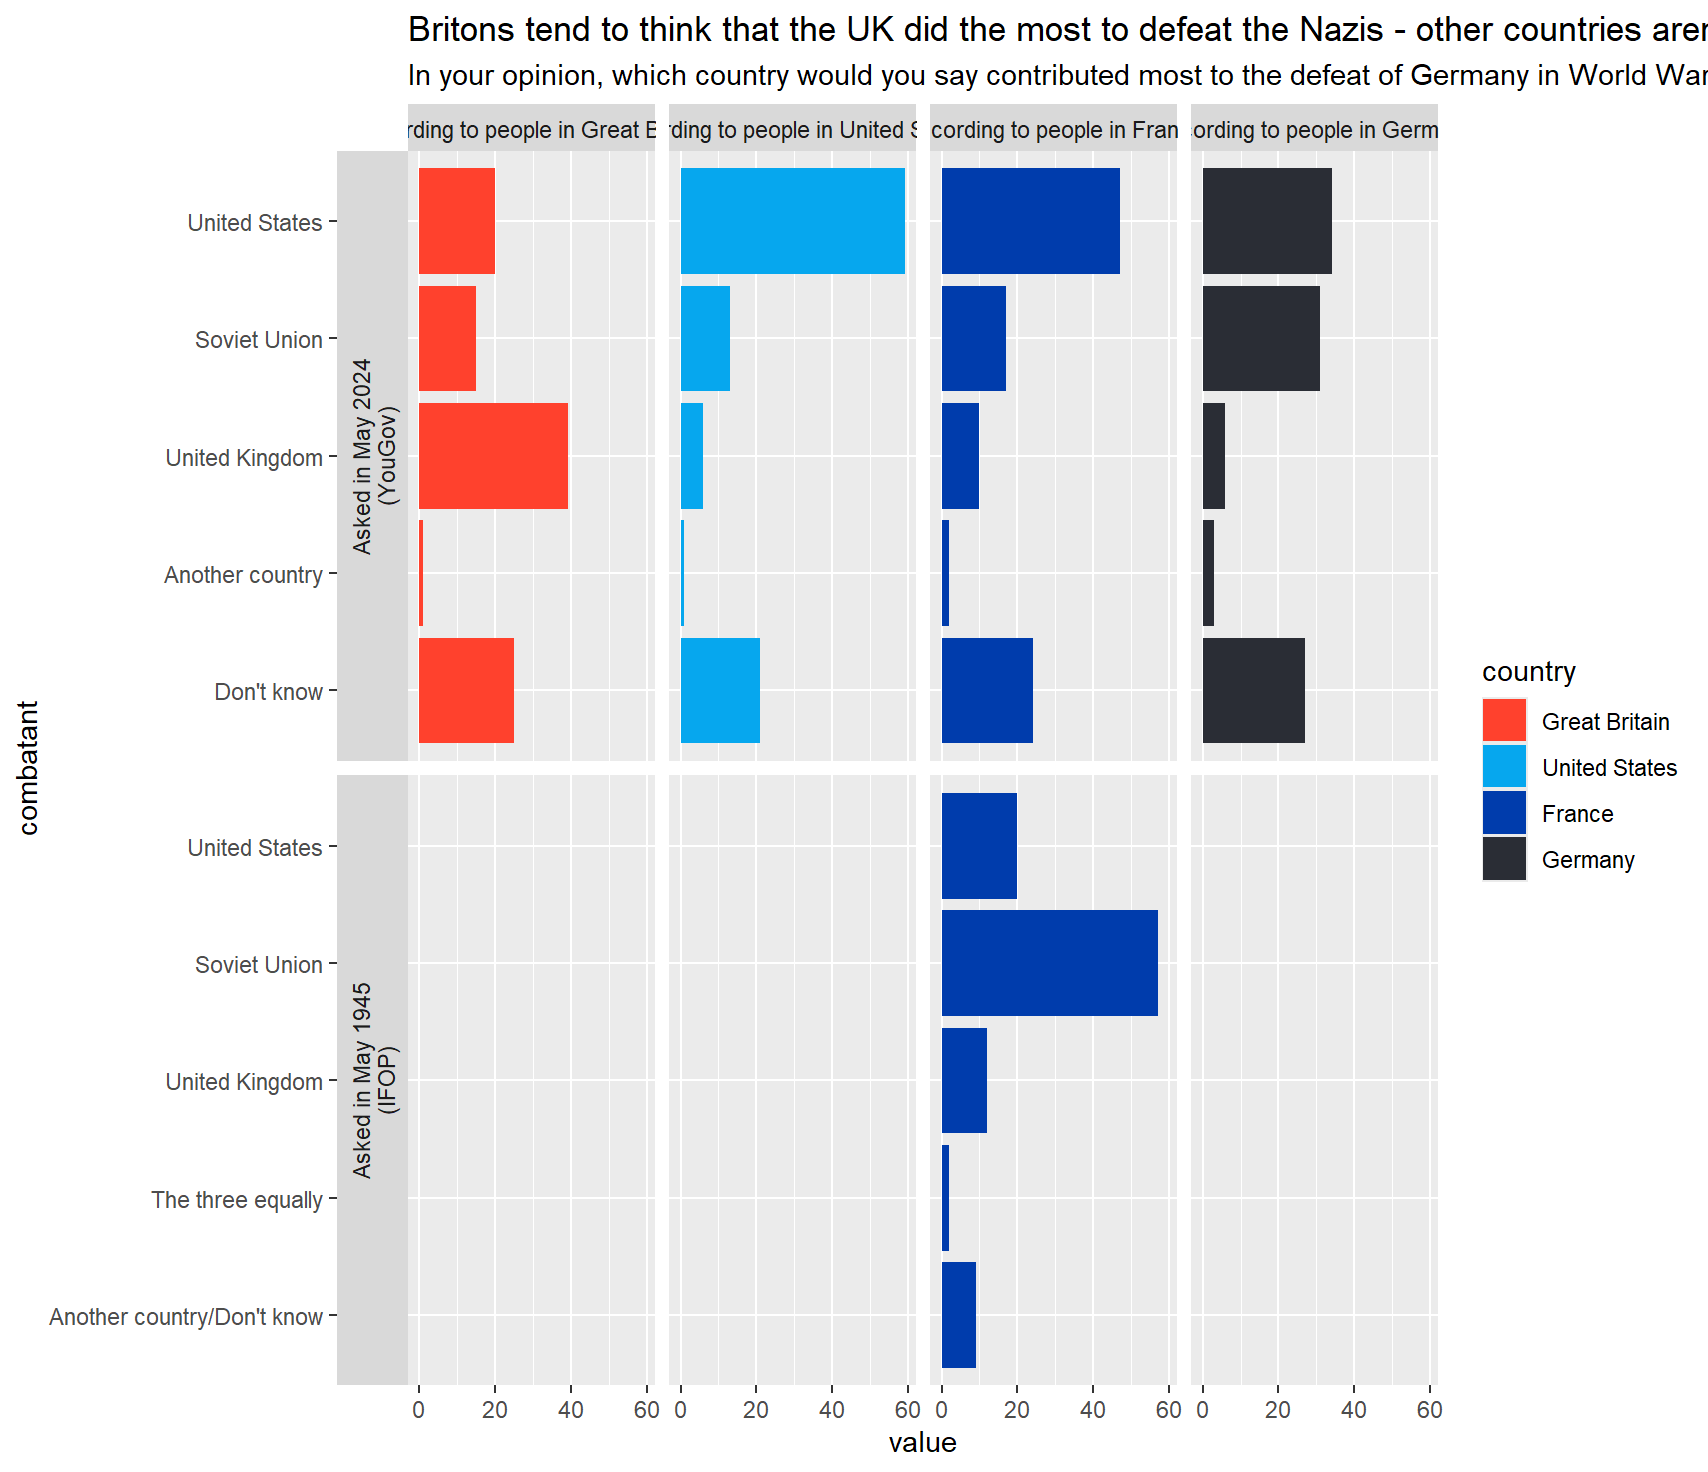 Britons tend to think that the UK did the most to defeat the Nazis - other countries aren
In your opinion, which country would you say contributed most to the defeat of Germany in World War
rding to people in Great B
rding to people in United S
cording to people in Fran
cording to people in Germ
Asked in May 2024
(YouGov)
United States
Soviet Union
United Kingdom
Another country
Don't know
Asked in May 1945
(IFOP)
United States
Soviet Union
United Kingdom
The three equally
Another country/Don't know
combatant
0 20 40 60 0 20 40 60 0 20 40 60 0 20 40 60
value
country
Great Britain
United States
France
Germany